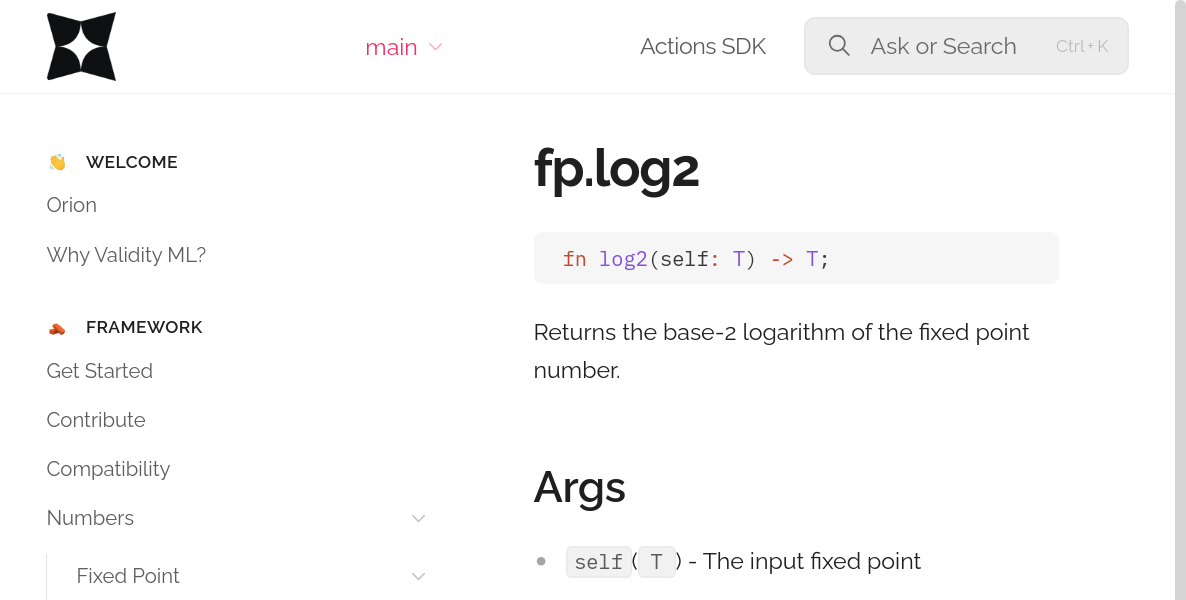 main
Actions SDK
Ask or Search
Ctrl + K
WELCOME
Orion
Why Validity ML?
FRAMEWORK
Get Started
Contribute
Compatibility
Numbers
Fixed Point
fp.log2
fn log2(self: T) -> T;
Returns the base-2 logarithm of the fixed point
number.
Args
self(T) - The input fixed point